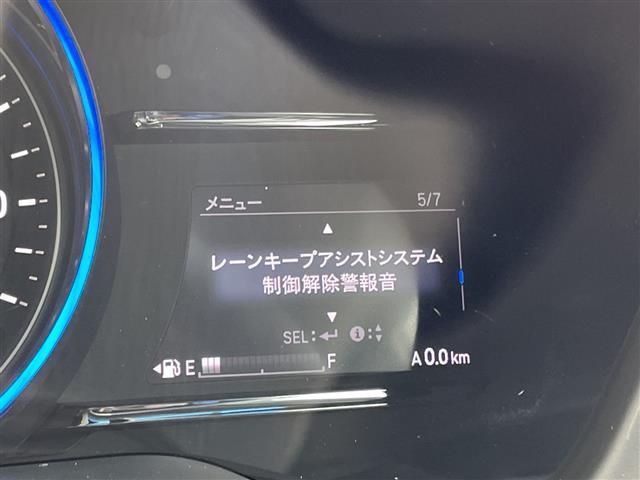 メニュー 5/7
レーンキープアシストシステム
制御解除警報音
SEL:
E F A 0.0 km
0